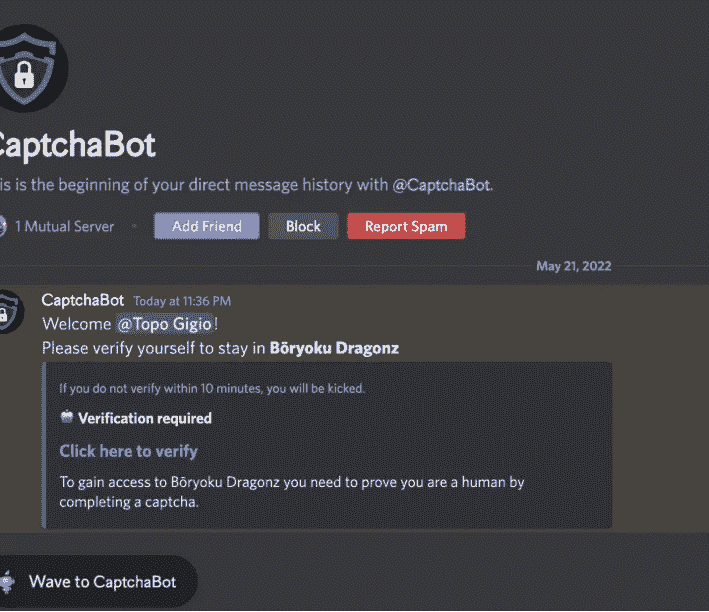 CaptchaBot
is is the beginning of your direct message history with @CaptchaBot.
1 Mutual Server
Add Friend
Block
Report Spam
May 21, 2022
CaptchaBot Today at 11:36 PM
Welcome @Topo Gigio!
Please verify yourself to stay in Bōryoku Dragonz
If you do not verify within 10 minutes, you will be kicked.
Verification required
Click here to verify
To gain access to Bōryoku Dragonz you need to prove you are a human by
completing a captcha.
Wave to CaptchaBot